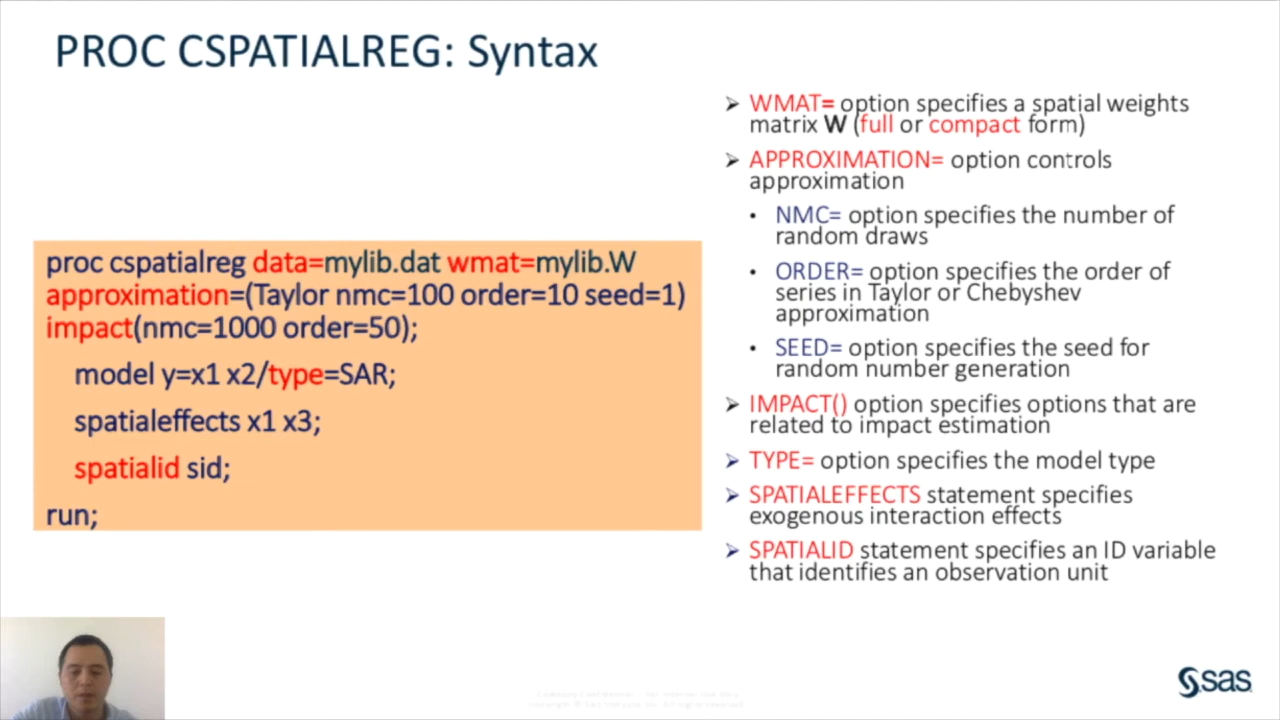 PROC CSPATIALREG: Syntax
proc cspatialreg data=mylib.dat wmat=mylib.W
approximation=(Taylor nmc=100 order=10 seed=1)
impact(nmc=1000 order=50);
model y=x1 x2/type=SAR;
spatialeffects x1 x3;
spatialid sid;
run;
➢ WMAT= option specifies a spatial weights
matrix W (full or compact form)
➢ APPROXIMATION= option controls
approximation
• NMC= option specifies the number of
random draws
• ORDER= option specifies the order of
series in Taylor or Chebyshev
approximation
• SEED= option specifies the seed for
random number generation
➢ IMPACT() option specifies options that are
related to impact estimation
➢ TYPE= option specifies the model type
➢ SPATIALEFFECTS statement specifies
exogenous interaction effects
➢ SPATIALID statement specifies an ID variable
that identifies an observation unit
sas